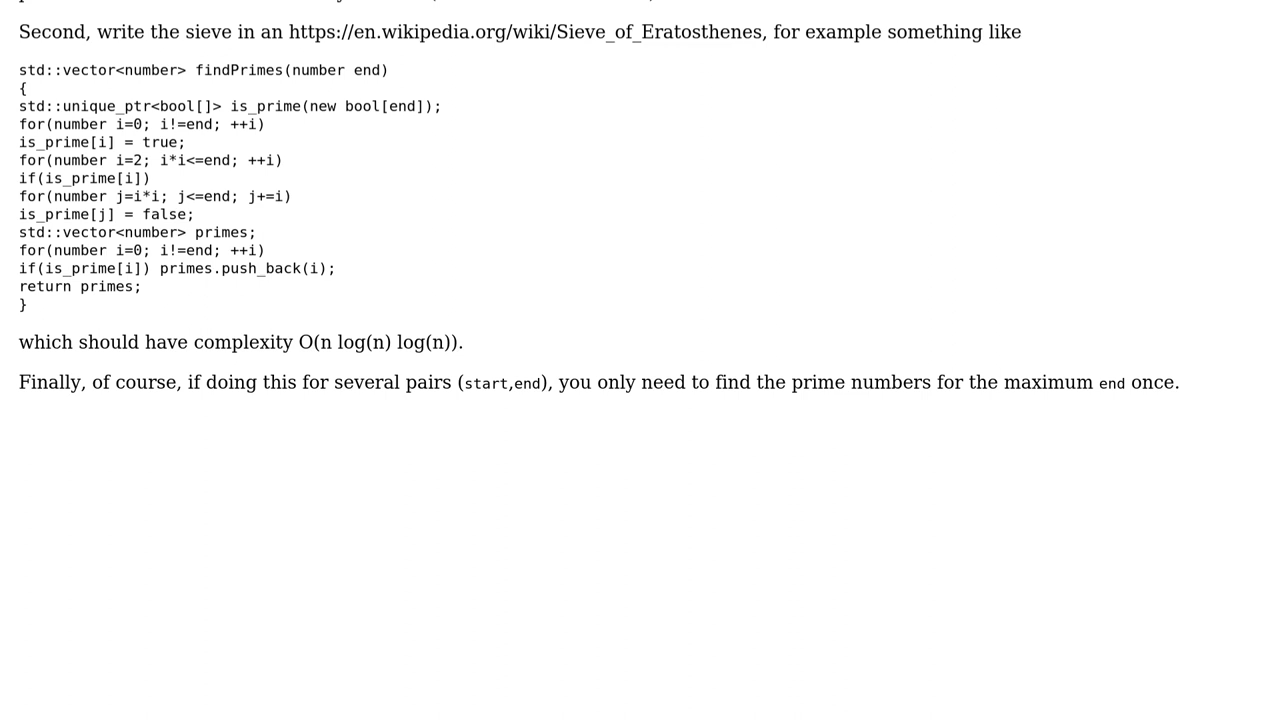 Second, write the sieve in an https://en.wikipedia.org/wiki/Sieve_of_Eratosthenes, for example something like
std::vector<number> findPrimes(number end)
{
std::unique_ptr<bool[]> is_prime(new bool[end]);
for(number i=0; i!=end; ++i)
is_prime[i] = true;
for(number i=2; i*i<=end; ++i)
if(is_prime[i])
for(number j=i*i; j<=end; j+=i)
is_prime[j] = false;
std::vector<number> primes;
for(number i=0; i!=end; ++i)
if(is_prime[i]) primes.push_back(i);
return primes;
}
which should have complexity O(n log(n) log(n)).
Finally, of course, if doing this for several pairs (start,end), you only need to find the prime numbers for the maximum end once.